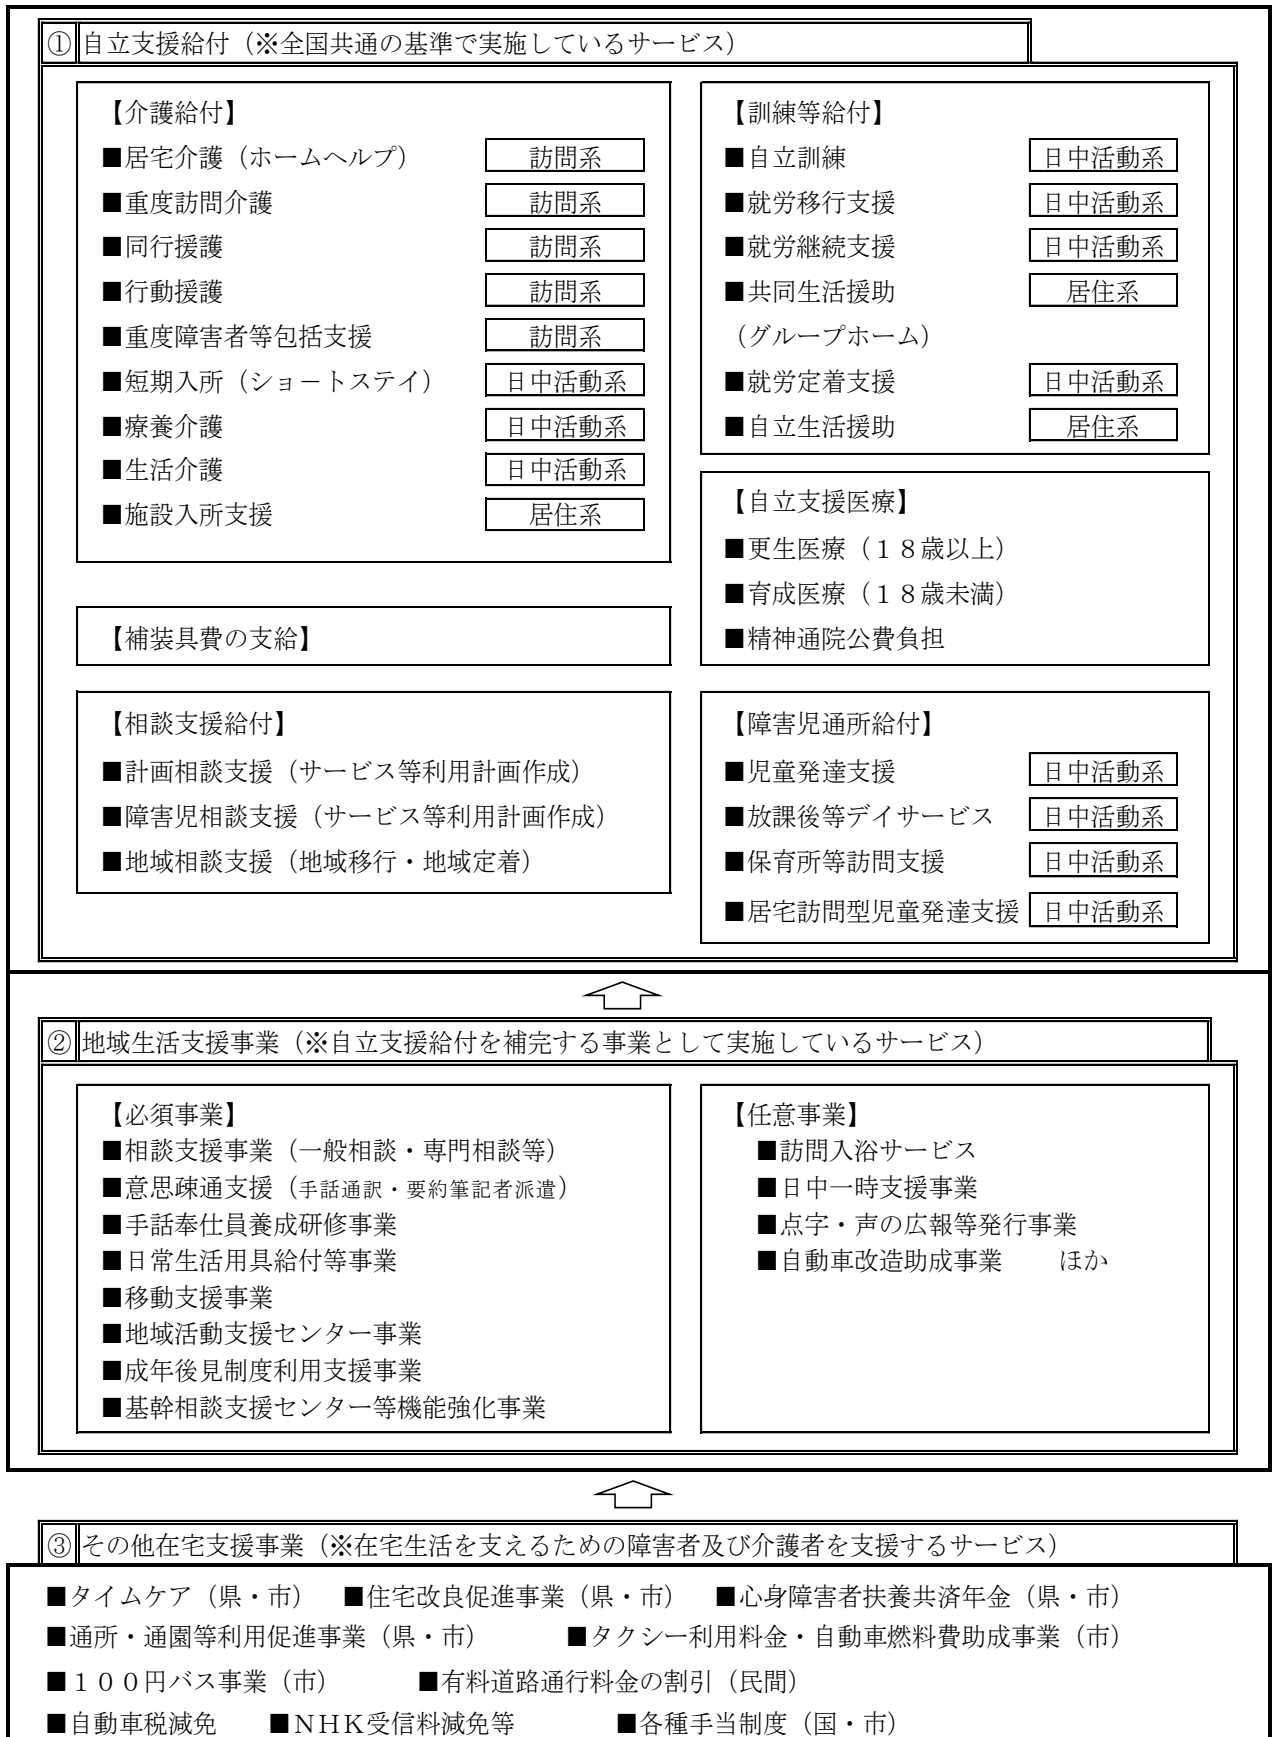 ① 自立支援給付（※全国共通の基準で実施しているサービス）
【介護給付】
■居宅介護（ホームヘルプ） 訪問系
■重度訪問介護 訪問系
■同行援護 訪問系
■行動援護 訪問系
■重度障害者等包括支援 訪問系
■短期入所（ショートステイ） 日中活動系
■療養介護 日中活動系
■生活介護 日中活動系
■施設入所支援 居住系
【訓練等給付】
■自立訓練 日中活動系
■就労移行支援 日中活動系
■就労継続支援 日中活動系
■共同生活援助 居住系
（グループホーム）
■就労定着支援 日中活動系
■自立生活援助 居住系
【自立支援医療】
■更生医療（１８歳以上）
■育成医療（１８歳未満）
■精神通院公費負担
【補装具費の支給】
【相談支援給付】
■計画相談支援（サービス等利用計画作成）
■障害児相談支援（サービス等利用計画作成）
■地域相談支援（地域移行・地域定着）
【障害児通所給付】
■児童発達支援 日中活動系
■放課後等デイサービス 日中活動系
■保育所等訪問支援 日中活動系
■居宅訪問型児童発達支援 日中活動系
② 地域生活支援事業（※自立支援給付を補完する事業として実施しているサービス）
【必須事業】
■相談支援事業（一般相談・専門相談等）
■意思疎通支援（手話通訳・要約筆記者派遣）
■手話奉仕員養成研修事業
■日常生活用具給付等事業
■移動支援事業
■地域活動支援センター事業
■成年後見制度利用支援事業
■基幹相談支援センター等機能強化事業
【任意事業】
■訪問入浴サービス
■日中一時支援事業
■点字・声の広報等発行事業
■自動車改造助成事業　　ほか
③ その他在宅支援事業（※在宅生活を支えるための障害者及び介護者を支援するサービス）
■タイムケア（県・市）　■住宅改良促進事業（県・市）　■心身障害者扶養共済年金（県・市）
■通所・通園等利用促進事業（県・市）　■タクシー利用料金・自動車燃料費助成事業（市）
■１００円バス事業（市）　■有料道路通行料金の割引（民間）
■自動車税減免　■ＮＨＫ受信料減免等　■各種手当制度（国・市）